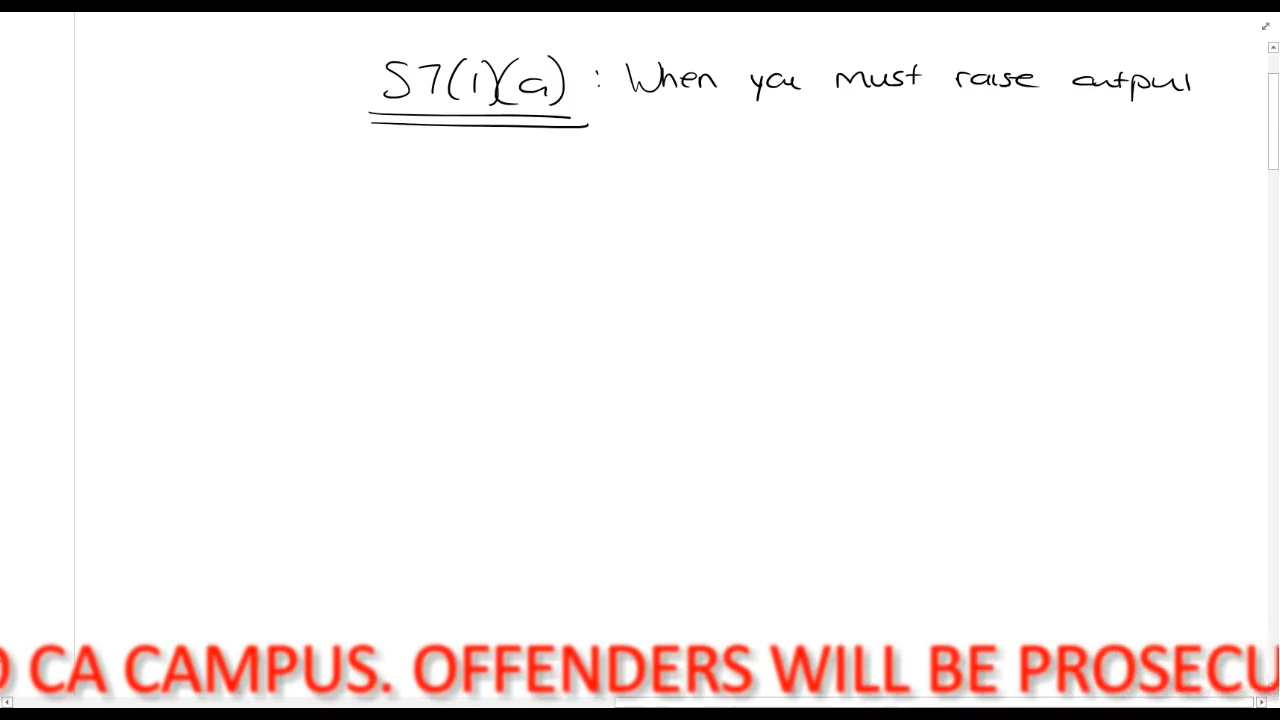 S7(1)(a) : When you must raise output
CA CAMPUS. OFFENDERS WILL BE PROSECU